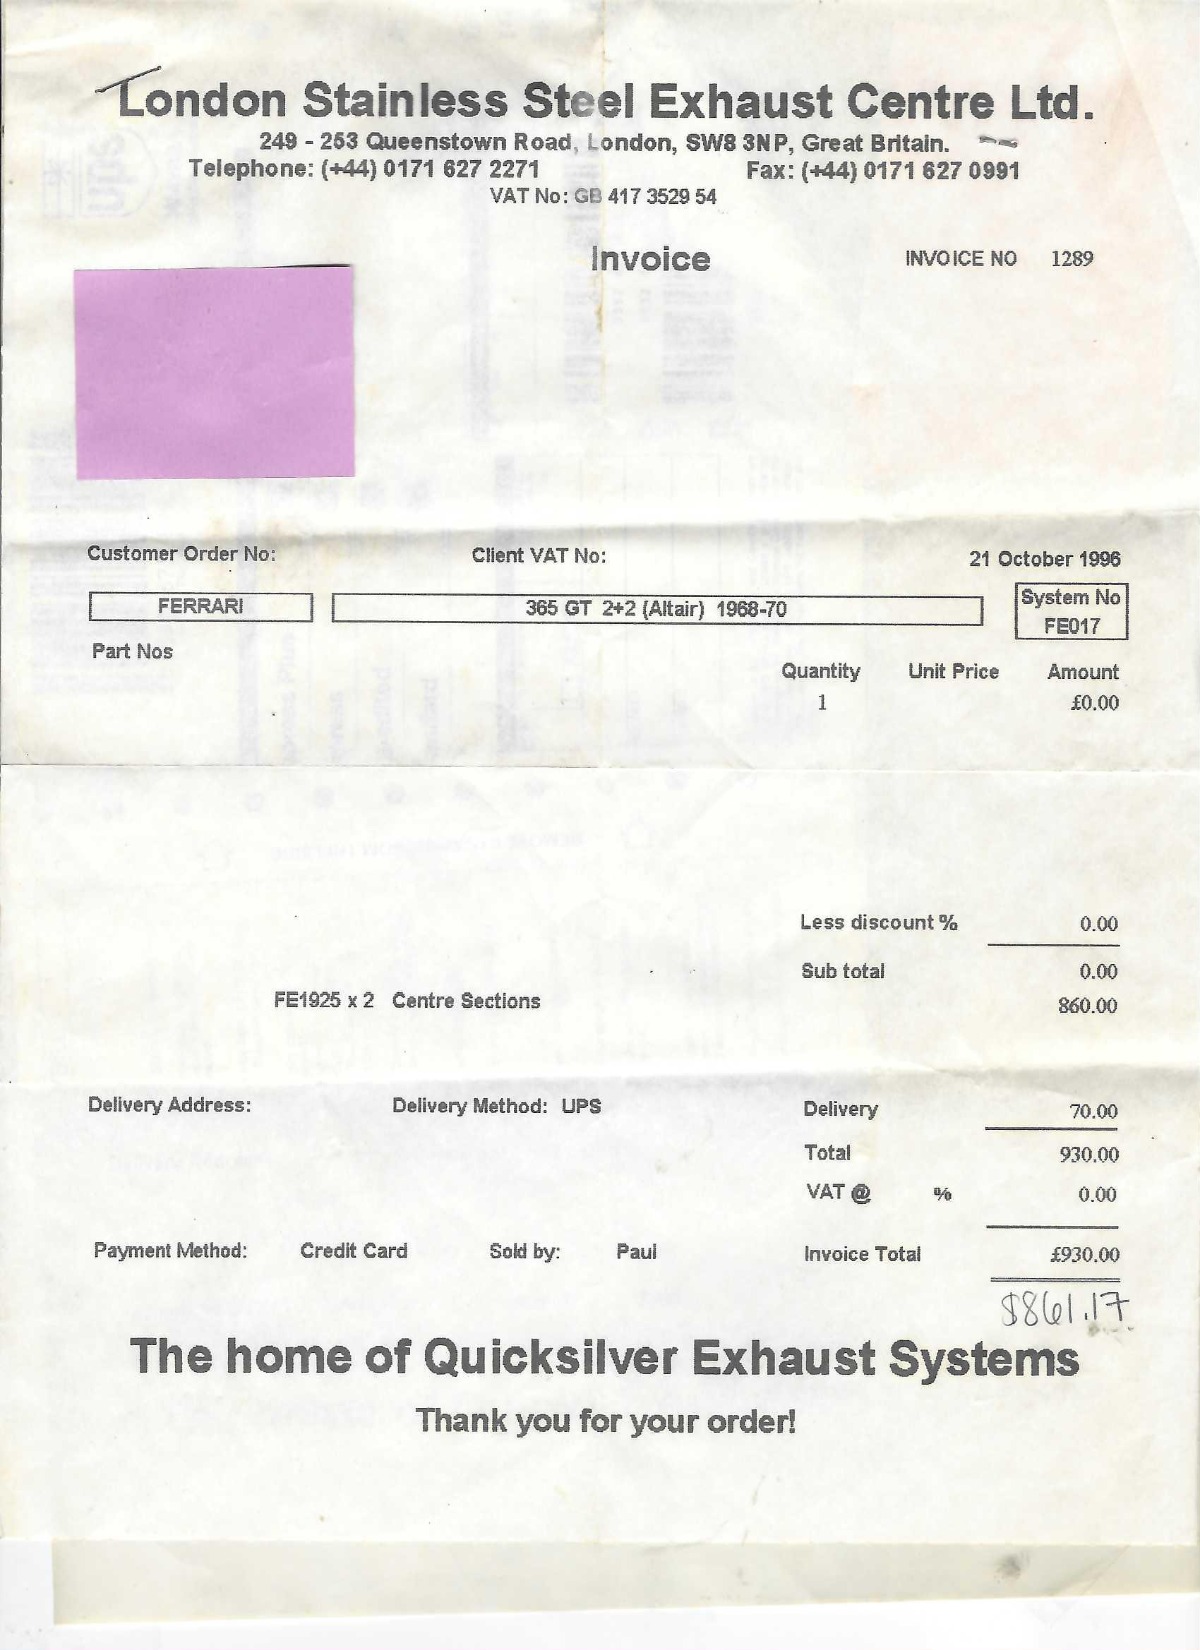 London Stainless Steel Exhaust Centre Ltd.
249 - 253 Queenstown Road, London, SW8 3NP, Great Britain.
Telephone: (+44) 0171 627 2271 Fax: (+44) 0171 627 0991
VAT No: GB 417 3529 54
Invoice INVOICE NO 1289
Customer Order No: Client VAT No: 21 October 1996
FERRARI 365 GT 2+2 (Altair) 1968-70 System No
FE017
Part Nos
Quantity Unit Price Amount
1 £0.00
Less discount % 0.00
Sub total 0.00
FE1925 x 2 Centre Sections 860.00
Delivery Address: Delivery Method: UPS Delivery 70.00
Total 930.00
VAT @ % 0.00
Payment Method: Credit Card Sold by: Paul Invoice Total £930.00
$861.17
The home of Quicksilver Exhaust Systems
Thank you for your order!